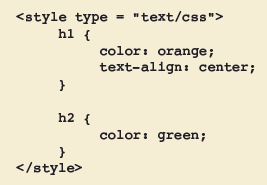 <style type = "text/css">
h1 {
color: orange;
text-align: center;
}
h2 {
color: green;
}
</style>